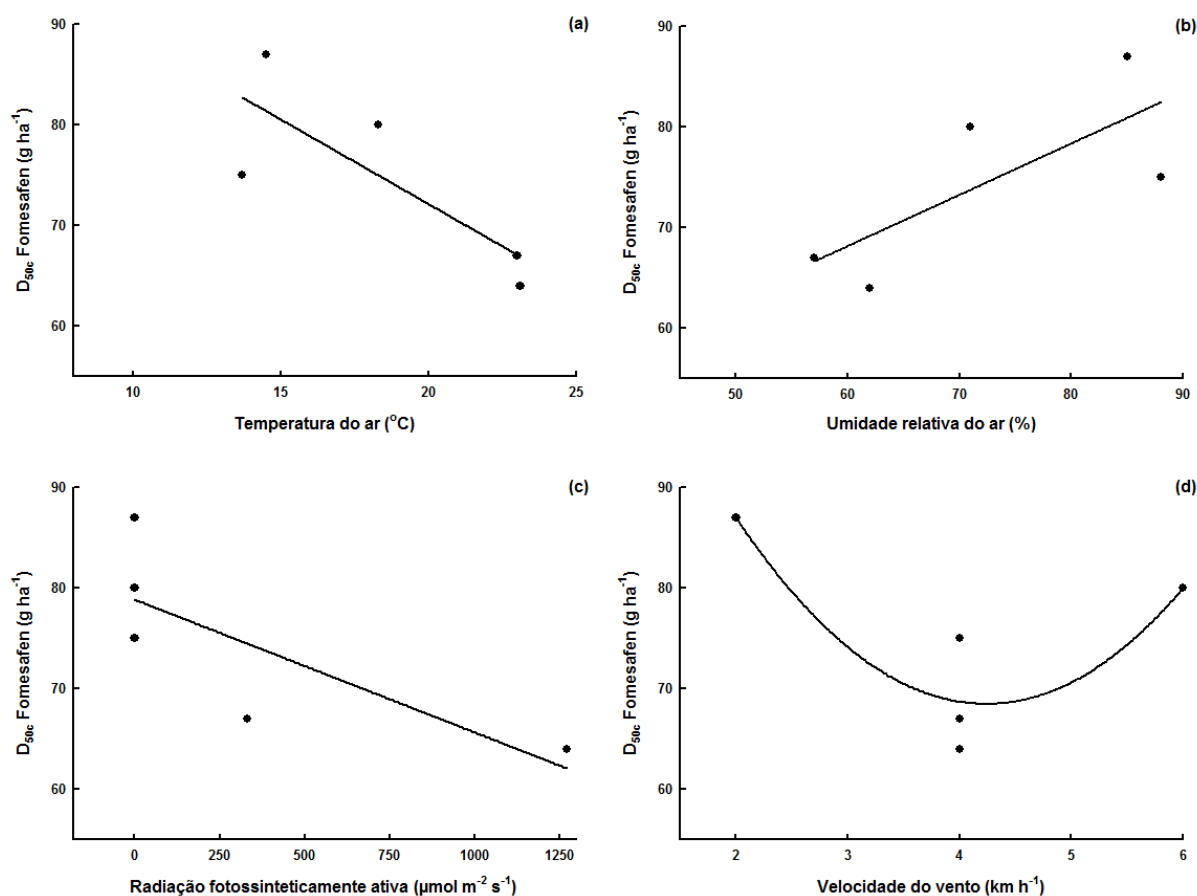 (a)
90
80
70
60
D50c Fomesafen (g ha-1)
10 15 20 25
Temperatura do ar (oC)
(b)
90
80
70
60
D50c Fomesafen (g ha-1)
50 60 70 80 90
Umidade relativa do ar (%)
(c)
90
80
70
60
D50c Fomesafen (g ha-1)
0 250 500 750 1000 1250
Radiação fotossinteticamente ativa (µmol m-2 s-1)
(d)
90
80
70
60
D50c Fomesafen (g ha-1)
2 3 4 5 6
Velocidade do vento (km h-1)